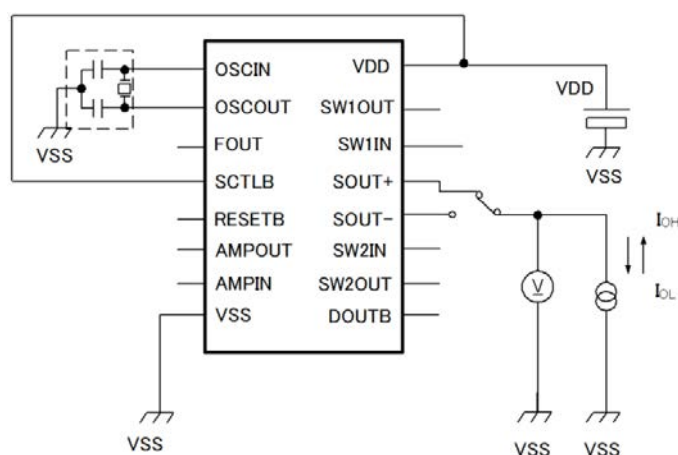 OSCIN
OSCOUT
FOUT
SCTLB
RESETB
AMPOUT
AMPIN
VSS
VDD
SW1OUT
SW1IN
SOUT+
SOUT-
SW2IN
SW2OUT
DOUTB
VSS
VSS
VDD
VSS
V
IOH
IOL
VSS
VSS